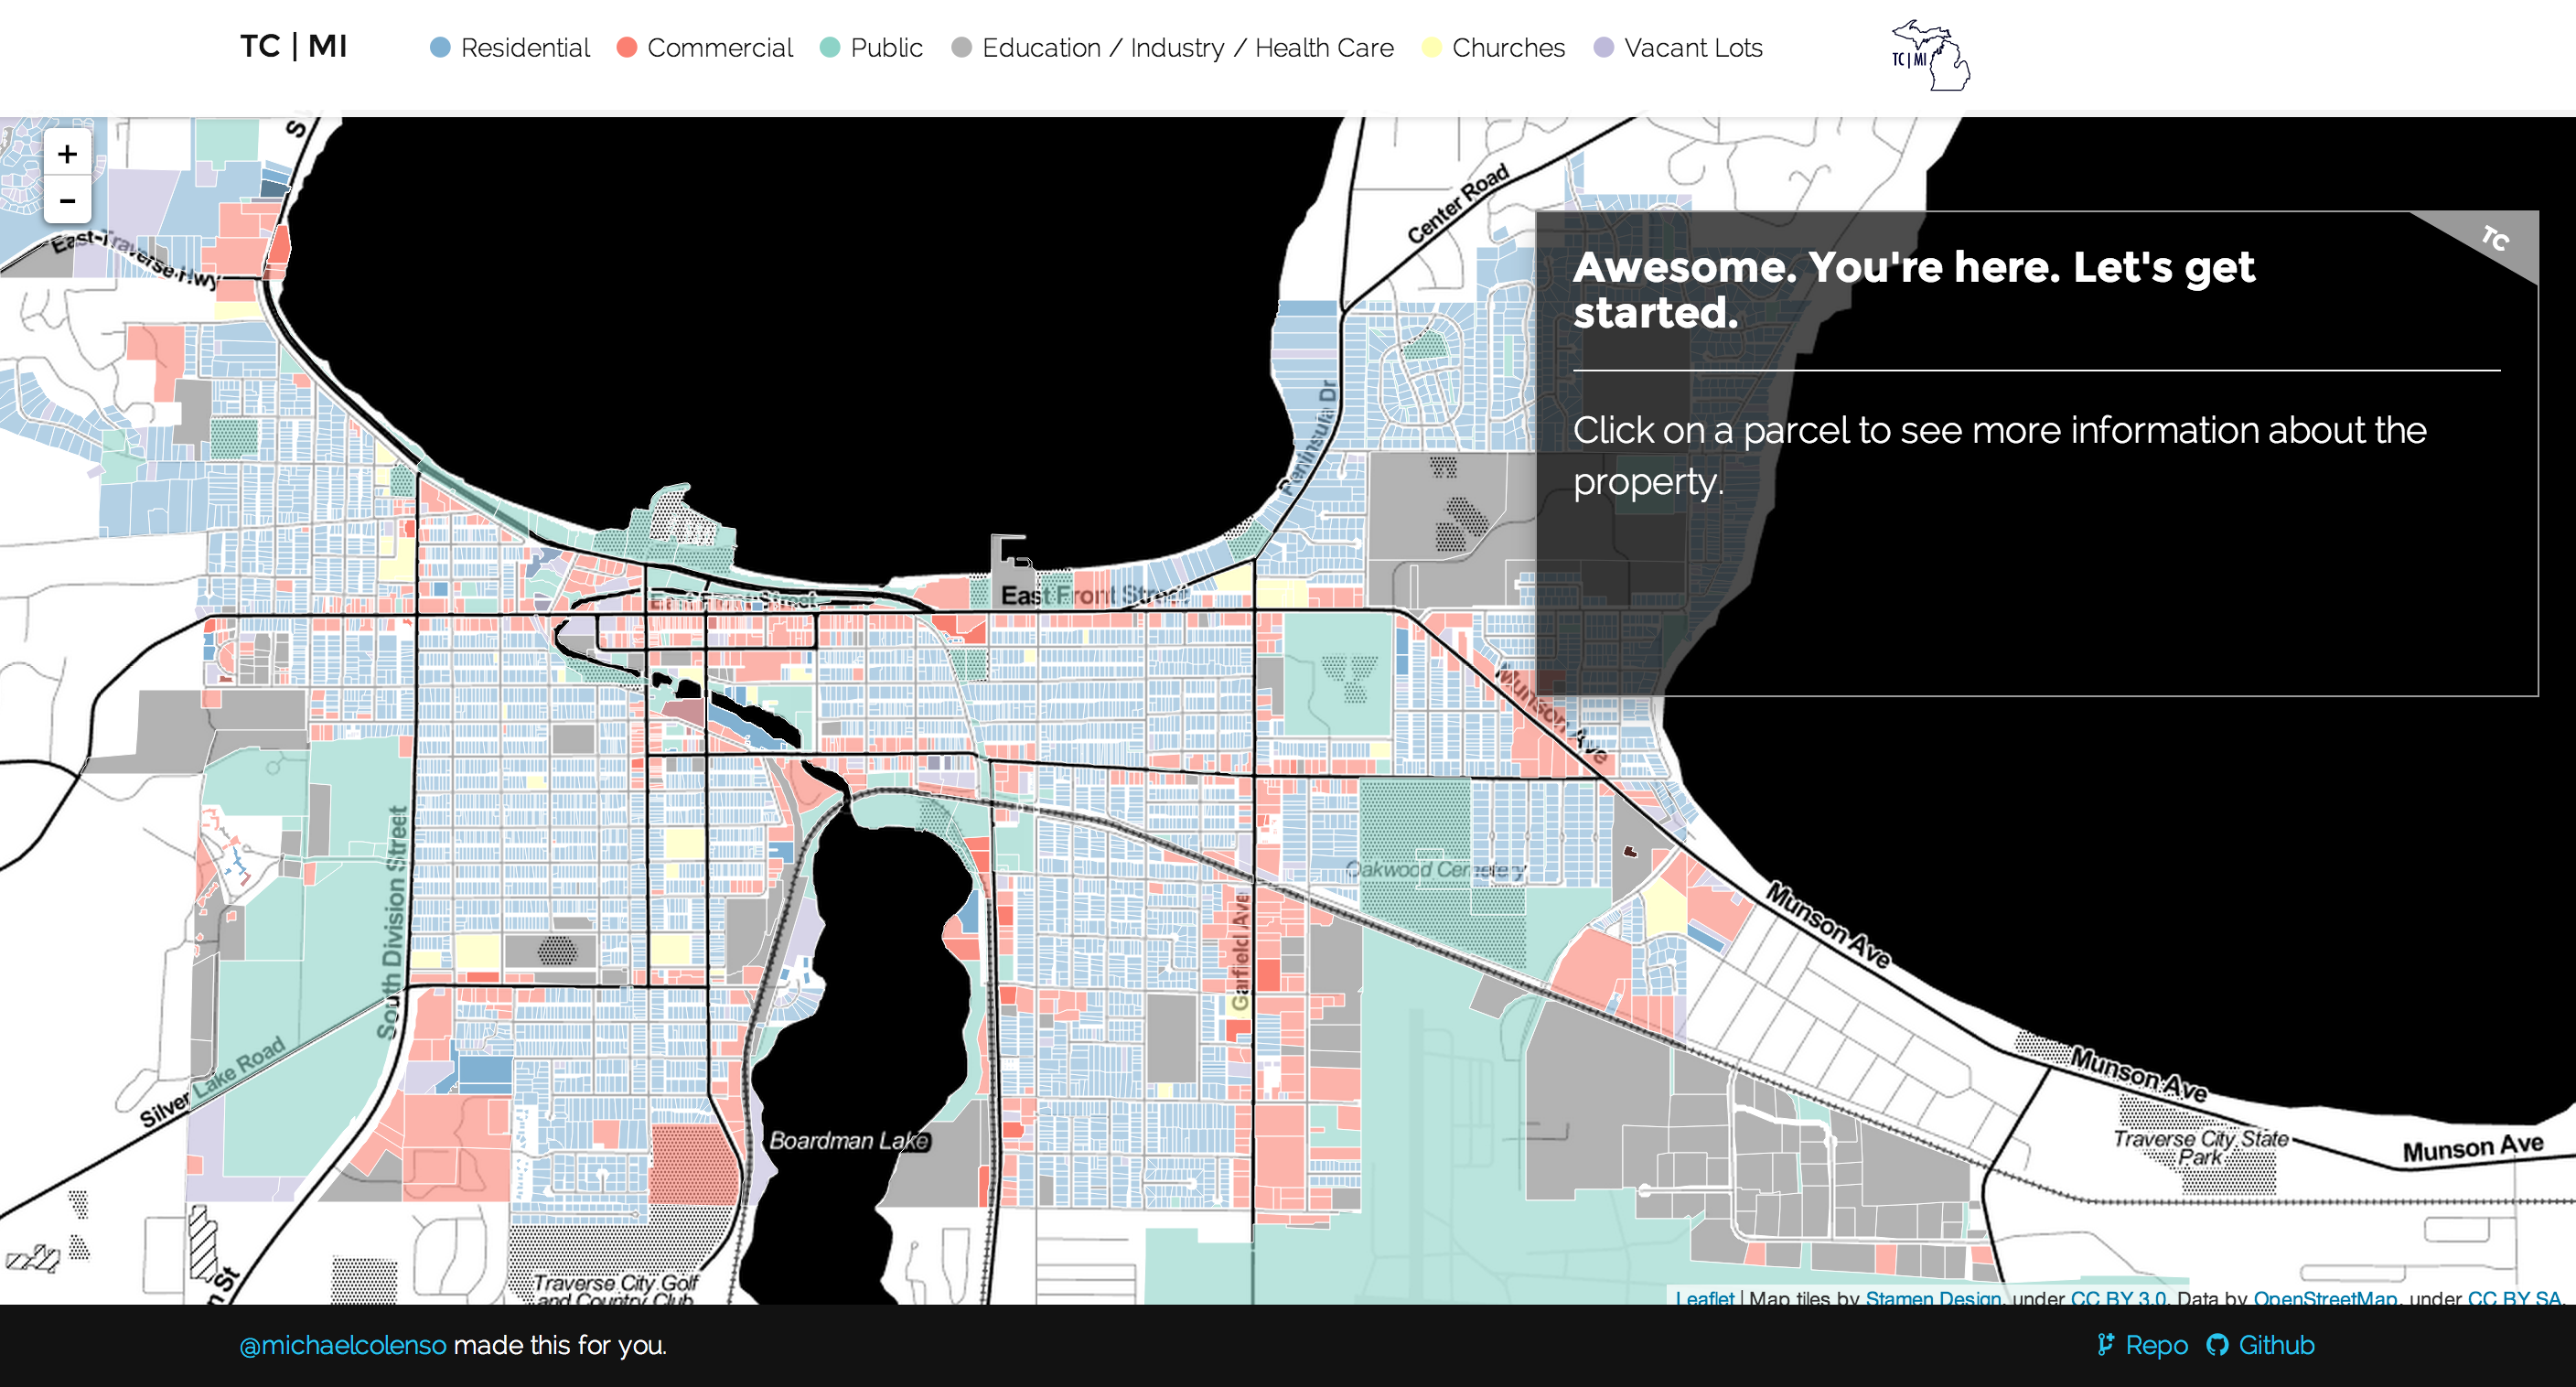 TC | MI
Residential
Commercial
Public
Education / Industry / Health Care
Churches
Vacant Lots
TC | MI
+
-
S
East-Traverse-Hwy
Center Road
TC
Awesome. You're here. Let's get
started.
Click on a parcel to see more information about the
property.
Peninsula Dr
East Front Street
East Front Street
Munson Ave
South Division Street
Oakwood Cemetery
Garfield Ave
Munson Ave
Silver Lake Road
Munson Ave
Boardman Lake
Traverse City State
Park
Munson Ave
n St
Traverse City Golf
and Country Club
Leaflet | Map tiles by Stamen Design, under CC BY 3.0. Data by OpenStreetMap, under CC BY SA.
@michaelcolenso made this for you.
Repo
Github